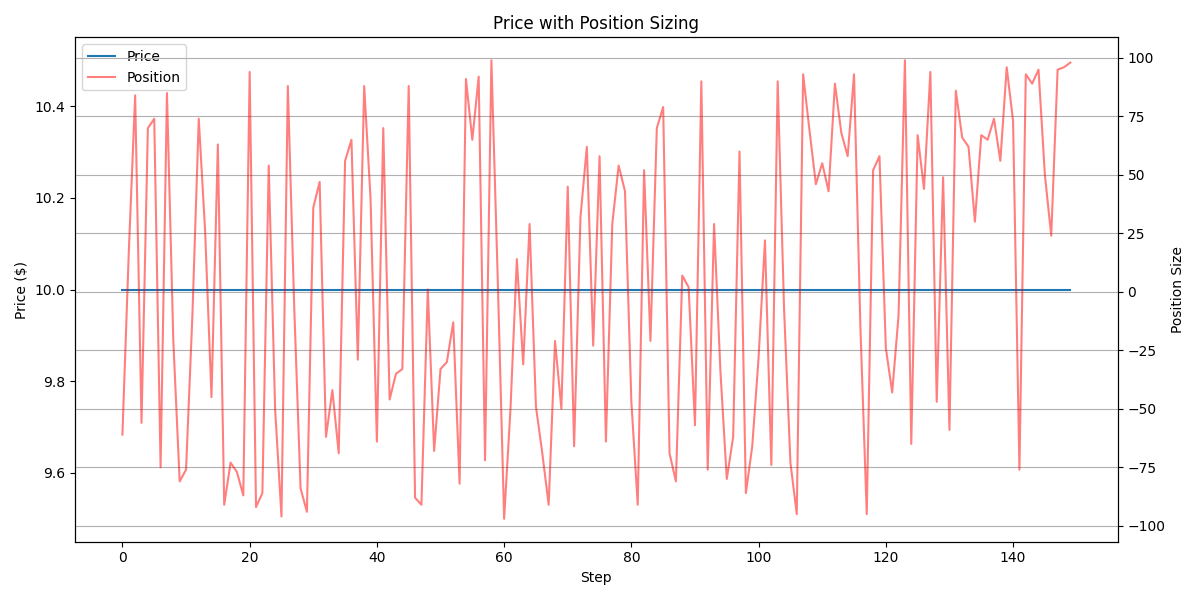 Price with Position Sizing
Price
Position
Price ($)
10.4
10.2
10.0
9.8
9.6
100
75
50
25
0
−25
−50
−75
−100
Position Size
0 20 40 60 80 100 120 140
Step